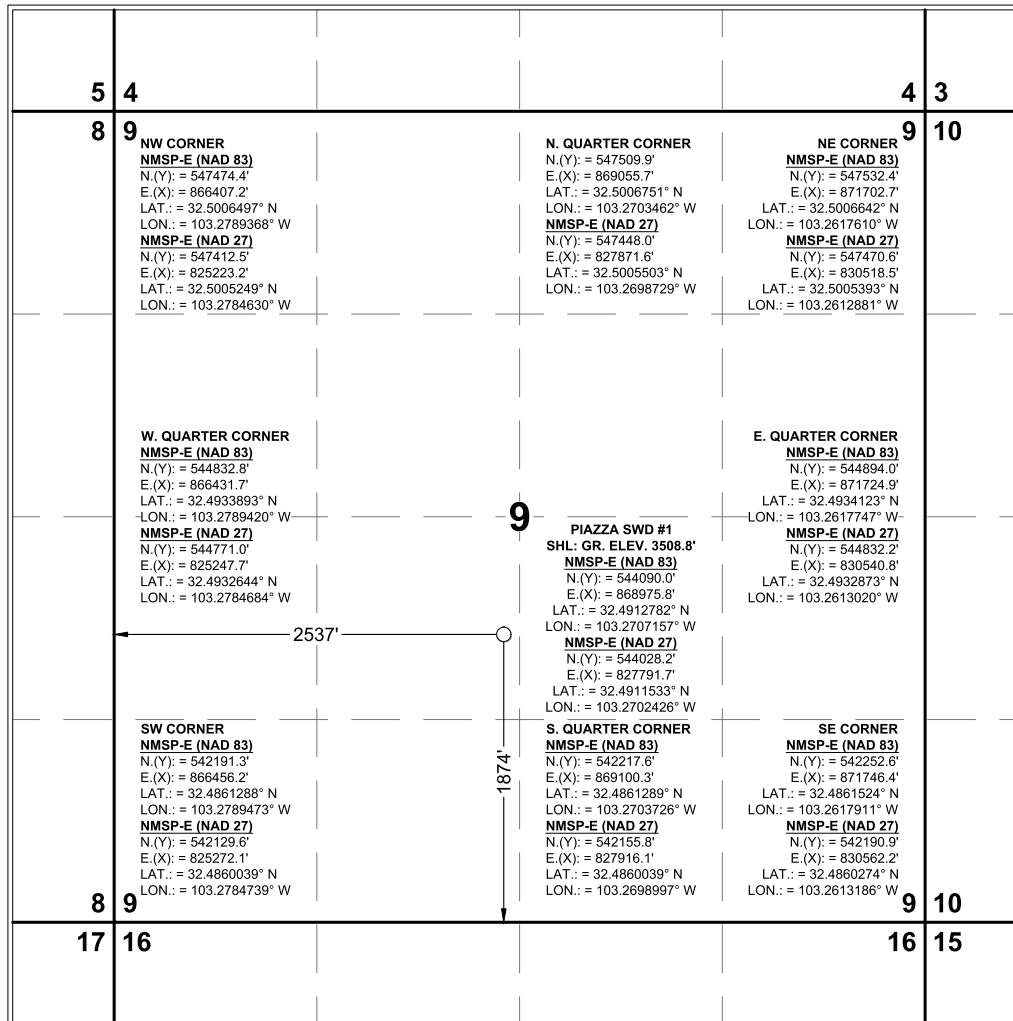 5 4
4 3
8 9
9 10
NW CORNER
NMSP-E (NAD 83)
N.(Y): = 547474.4'
E.(X): = 866407.2'
LAT.: = 32.5006497° N
LON.: = 103.2789368° W
NMSP-E (NAD 27)
N.(Y): = 547412.5'
E.(X): = 825223.2'
LAT.: = 32.5005249° N
LON.: = 103.2784630° W
N. QUARTER CORNER
N.(Y): = 547509.9'
E.(X): = 869055.7'
LAT.: = 32.5006751° N
LON.: = 103.2703462° W
NMSP-E (NAD 27)
N.(Y): = 547448.0'
E.(X): = 827871.6'
LAT.: = 32.5005503° N
LON.: = 103.2698729° W
NE CORNER
NMSP-E (NAD 83)
N.(Y): = 547532.4'
E.(X): = 871702.7'
LAT.: = 32.5006642° N
LON.: = 103.2617610° W
NMSP-E (NAD 27)
N.(Y): = 547470.6'
E.(X): = 830518.5'
LAT.: = 32.5005393° N
LON.: = 103.2612881° W
W. QUARTER CORNER
NMSP-E (NAD 83)
N.(Y): = 544832.8'
E.(X): = 866431.7'
LAT.: = 32.4933893° N
LON.: = 103.2789420° W
NMSP-E (NAD 27)
N.(Y): = 544771.0'
E.(X): = 825247.7'
LAT.: = 32.4932644° N
LON.: = 103.2784684° W
9
PIAZZA SWD #1
SHL: GR. ELEV. 3508.8'
NMSP-E (NAD 83)
N.(Y): = 544090.0'
E.(X): = 868975.8'
LAT.: = 32.4912782° N
LON.: = 103.2707157° W
NMSP-E (NAD 27)
N.(Y): = 544028.2'
E.(X): = 827791.7'
LAT.: = 32.4911533° N
LON.: = 103.2702426° W
E. QUARTER CORNER
NMSP-E (NAD 83)
N.(Y): = 544894.0'
E.(X): = 871724.9'
LAT.: = 32.4934123° N
LON.: = 103.2617747° W
NMSP-E (NAD 27)
N.(Y): = 544832.2'
E.(X): = 830540.8'
LAT.: = 32.4932873° N
LON.: = 103.2613020° W
2537'
1874'
SW CORNER
NMSP-E (NAD 83)
N.(Y): = 542191.3'
E.(X): = 866456.2'
LAT.: = 32.4861288° N
LON.: = 103.2789473° W
NMSP-E (NAD 27)
N.(Y): = 542129.6'
E.(X): = 825272.1'
LAT.: = 32.4860039° N
LON.: = 103.2784739° W
S. QUARTER CORNER
NMSP-E (NAD 83)
N.(Y): = 542217.6'
E.(X): = 869100.3'
LAT.: = 32.4861289° N
LON.: = 103.2703726° W
NMSP-E (NAD 27)
N.(Y): = 542155.8'
E.(X): = 827916.1'
LAT.: = 32.4860039° N
LON.: = 103.2698997° W
SE CORNER
NMSP-E (NAD 83)
N.(Y): = 542252.6'
E.(X): = 871746.4'
LAT.: = 32.4861524° N
LON.: = 103.2617911° W
NMSP-E (NAD 27)
N.(Y): = 542190.9'
E.(X): = 830562.2'
LAT.: = 32.4860274° N
LON.: = 103.2613186° W
8 9
9 10
17 16
16 15